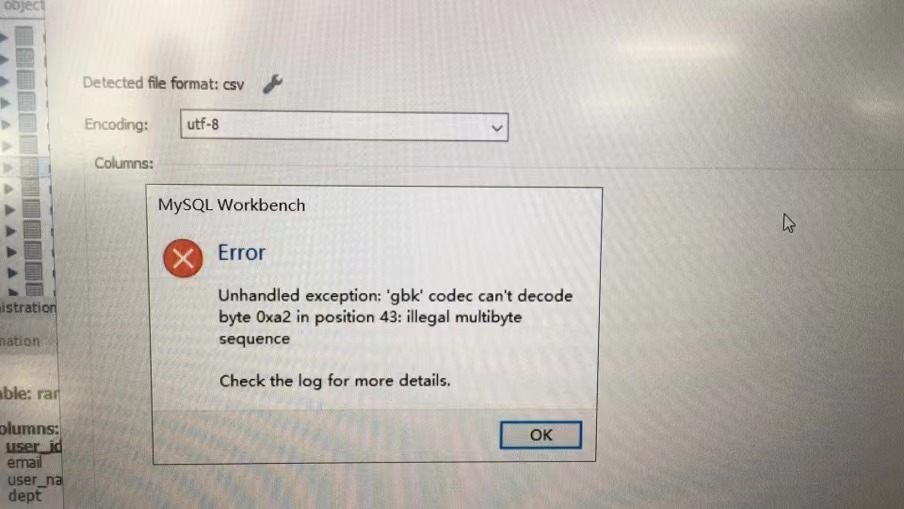 object
Detected file format: csv
Encoding:
utf-8
Columns:
MySQL Workbench
Error
Unhandled exception: 'gbk' codec can't decode
byte 0xa2 in position 43: illegal multibyte
sequence
Check the log for more details.
OK
istration
mation
ble: ran
olumns:
user_id
email
user_na
dept